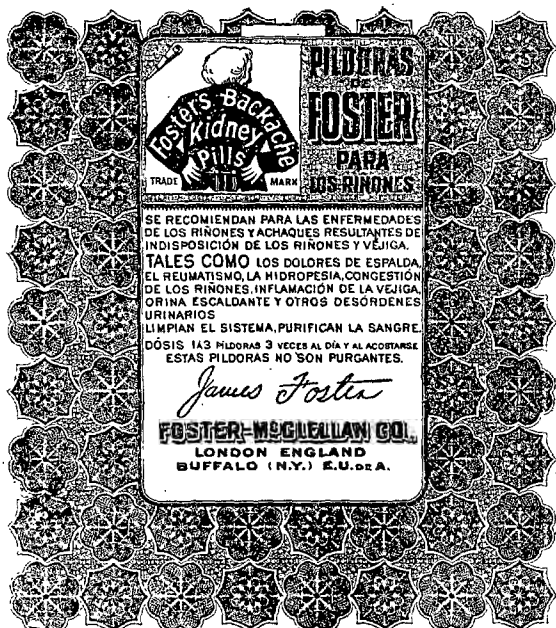 Foster's Backache
Kidney
Pills
TRADE MARK
PILDORAS
DE
FOSTER
PARA
LOS RIÑONES
SE RECOMIENDAN PARA LAS ENFERMEDADES
DE LOS RIÑONES Y ACHAQUES RESULTANTES DE
INDISPOSICIÓN DE LOS RIÑONES Y VEJIGA.
TALES COMO LOS DOLORES DE ESPALDA,
EL REUMATISMO, LA HIDROPESIA, CONGESTIÓN
DE LOS RIÑONES, INFLAMACIÓN DE LA VEJIGA,
ORINA ESCALDANTE Y OTROS DESÓRDENES
URINARIOS
LIMPIAN EL SISTEMA, PURIFICAN LA SANGRE.
DÓSIS 1 Á 3 PÍLDORAS 3 VECES AL DÍA Y AL ACOSTARSE
ESTAS PILDORAS NO SON PURGANTES.
James Foster
FOSTER-McCLELLAN CO.,
LONDON ENGLAND
BUFFALO (N.Y.) E.U. DE A.